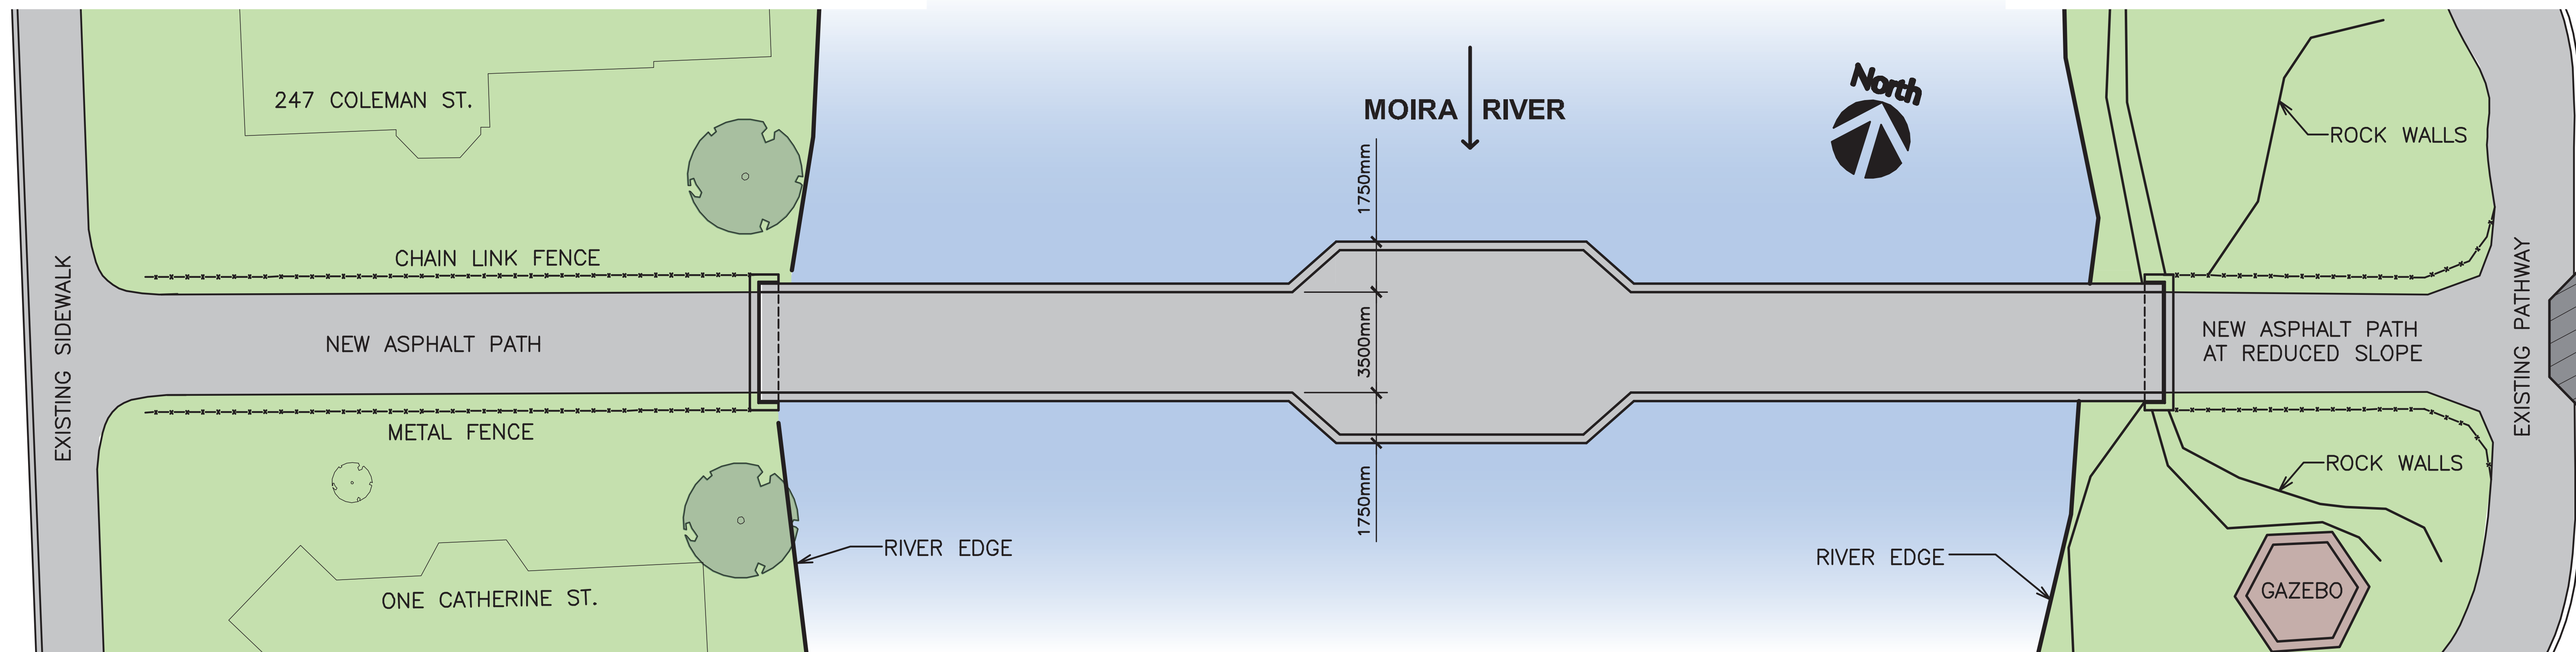 247 COLEMAN ST.
MOIRA RIVER
North
ROCK WALLS
1750mm
CHAIN LINK FENCE
EXISTING SIDEWALK
NEW ASPHALT PATH
3500mm
NEW ASPHALT PATH
AT REDUCED SLOPE
EXISTING PATHWAY
METAL FENCE
ROCK WALLS
1750mm
RIVER EDGE
RIVER EDGE
ONE CATHERINE ST.
GAZEBO